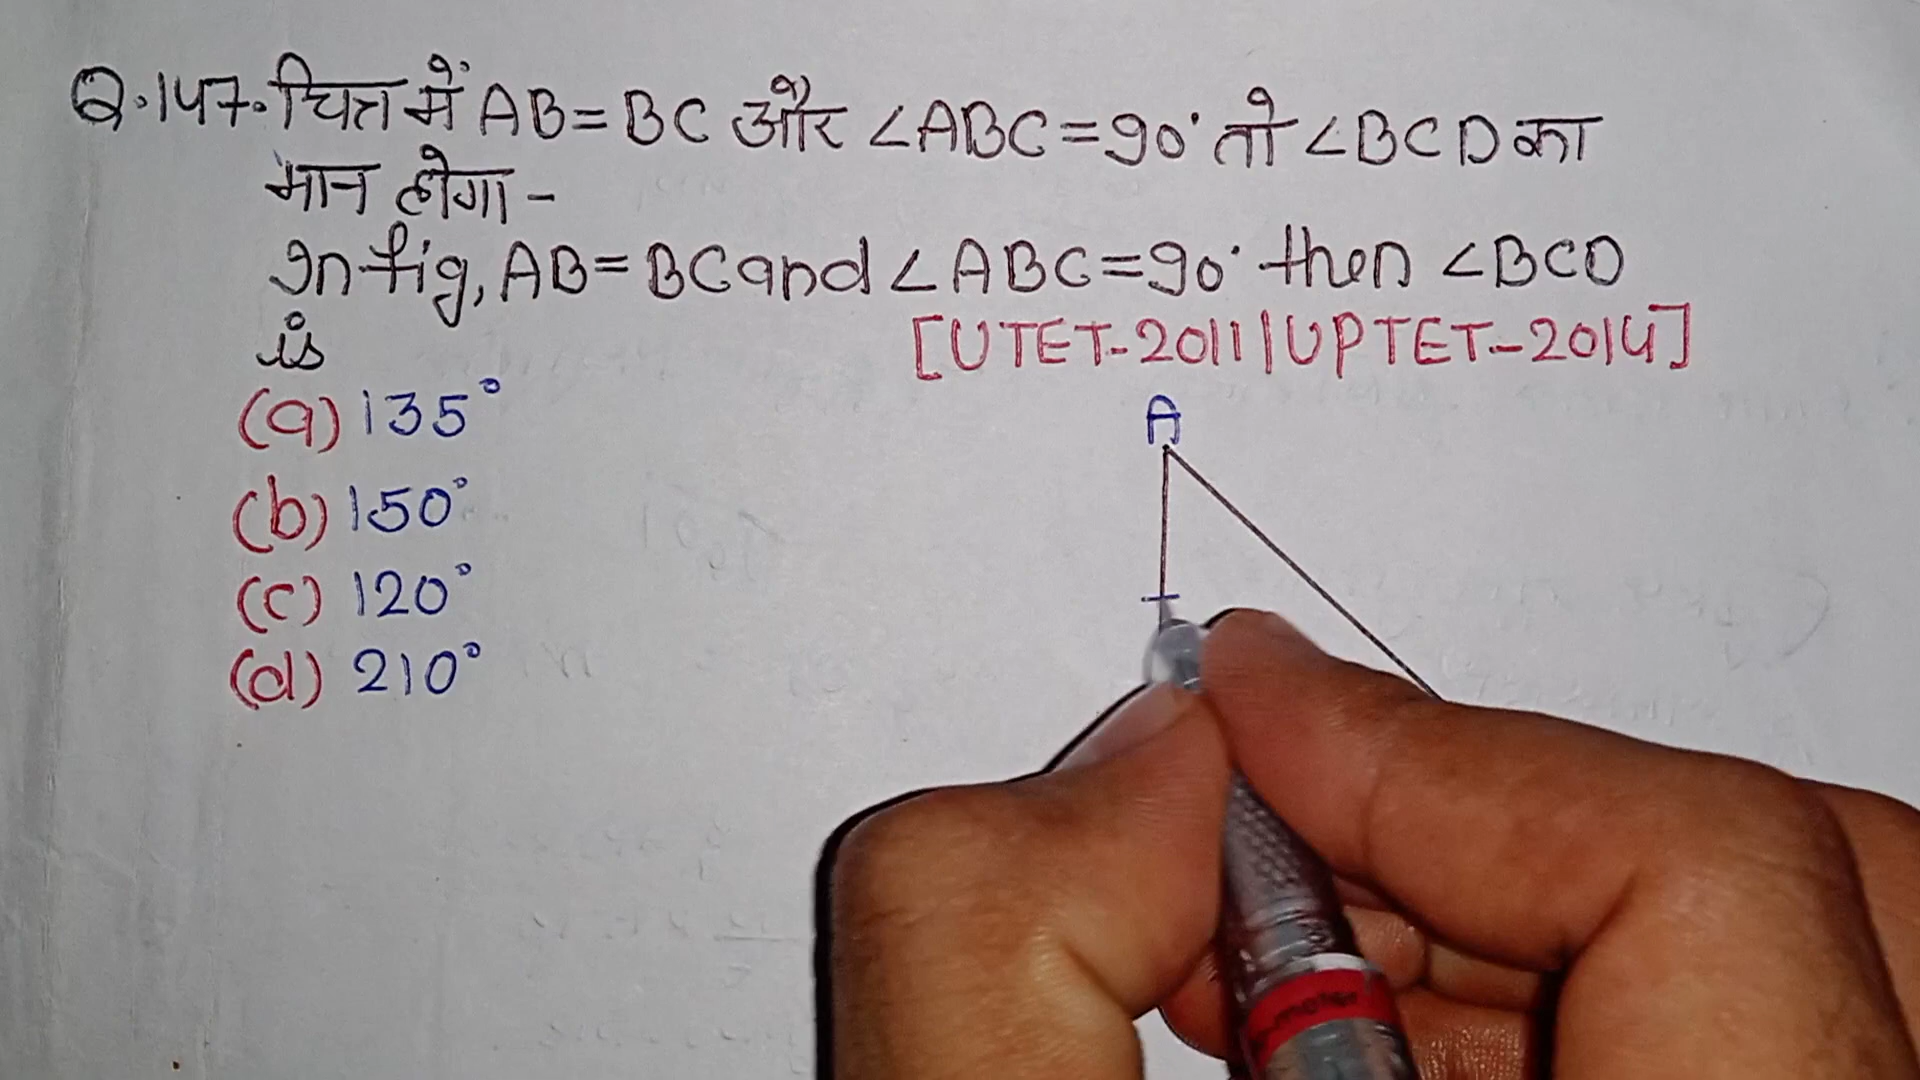 Q.147. चित्र में AB=BC और ∠ABC=90° तो ∠BCD का
मान होगा -
In fig, AB=BC and ∠ABC=90° then ∠BCD
is
[UTET-2011|UPTET-2014]
(a) 135°
(b) 150°
(c) 120°
(d) 210°
A